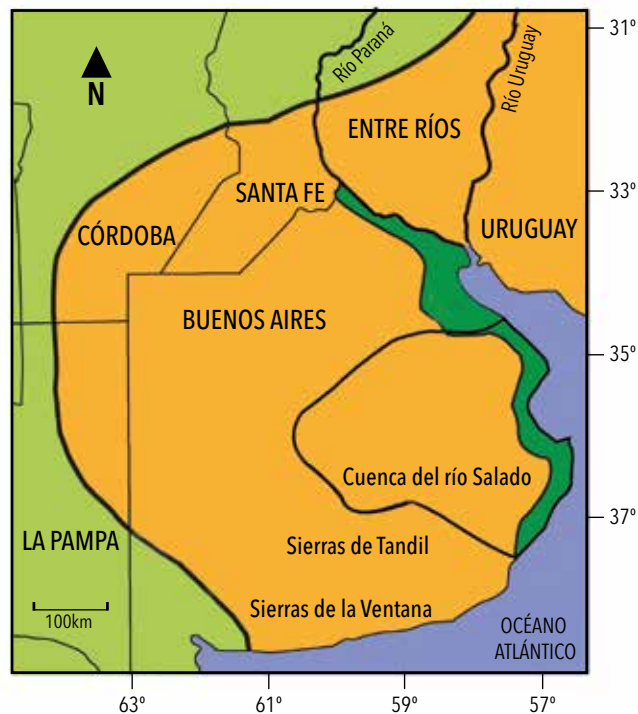 31º
Río Paraná
Río Uruguay
N
ENTRE RÍOS
SANTA FE
33º
CÓRDOBA
URUGUAY
BUENOS AIRES
35º
Cuenca del río Salado
37º
LA PAMPA
Sierras de Tandil
100km
Sierras de la Ventana
OCÉANO
ATLÁNTICO
63º
61º
59º
57º